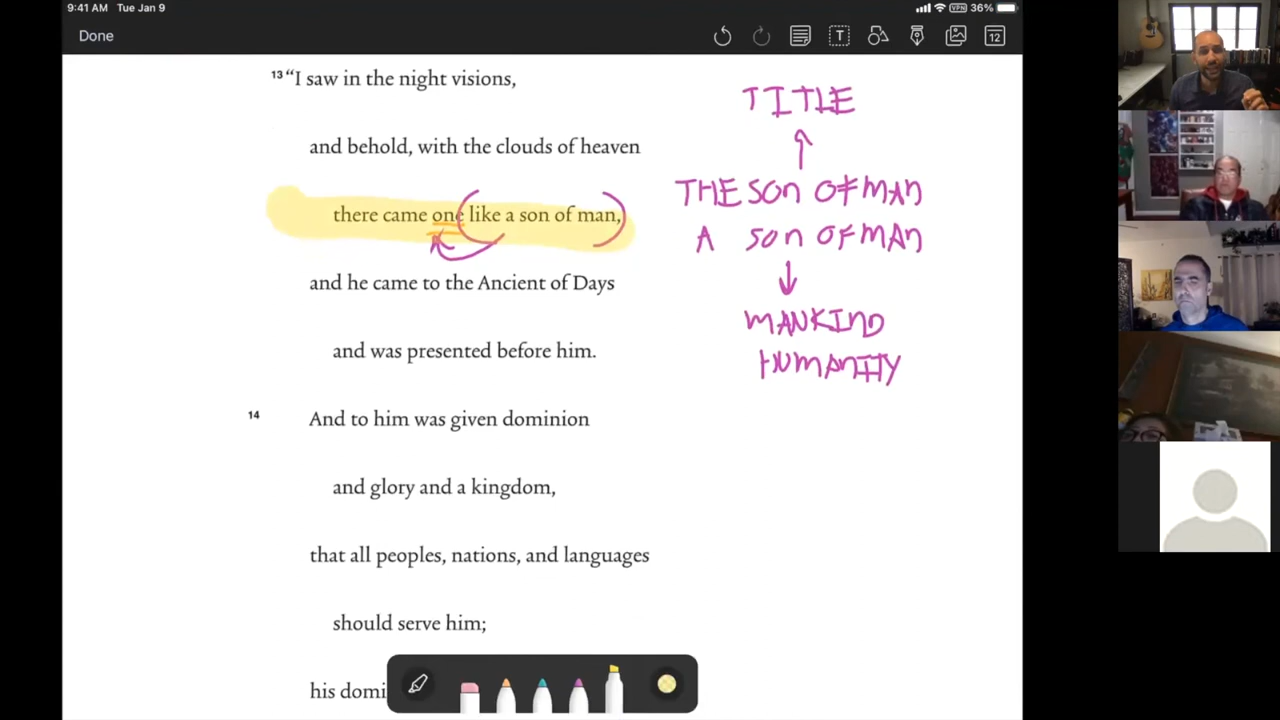 9:41 AM Tue Jan 9
VPN 36%
Done
T
12
13 “I saw in the night visions,
and behold, with the clouds of heaven
there came one like a son of man,
and he came to the Ancient of Days
and was presented before him.
14 And to him was given dominion
and glory and a kingdom,
that all peoples, nations, and languages
should serve him;
his domi
TITLE
THE SON OF MAN
A SON OF MAN
MANKIND
HUMANITY